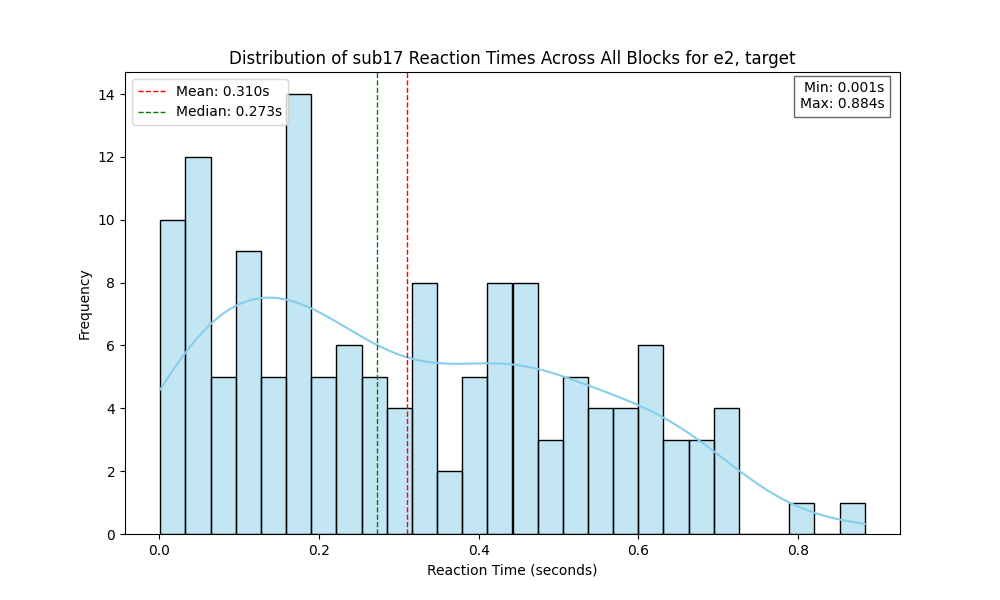 Distribution of sub17 Reaction Times Across All Blocks for e2, target
Mean: 0.310s
Median: 0.273s
Min: 0.001s
Max: 0.884s
Frequency
14
12
10
8
6
4
2
0
0.0 0.2 0.4 0.6 0.8
Reaction Time (seconds)